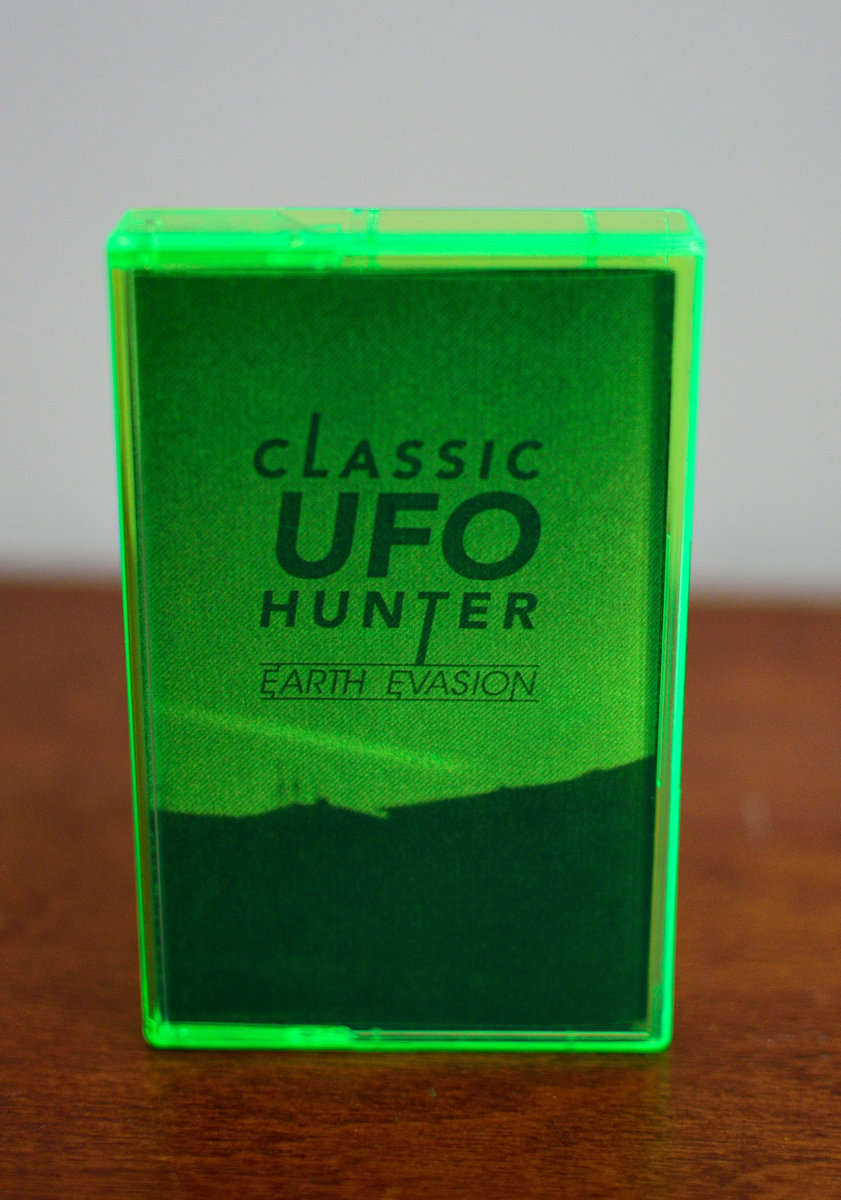 cLASSIC
UFO
HUNTER
EARTH EVASION